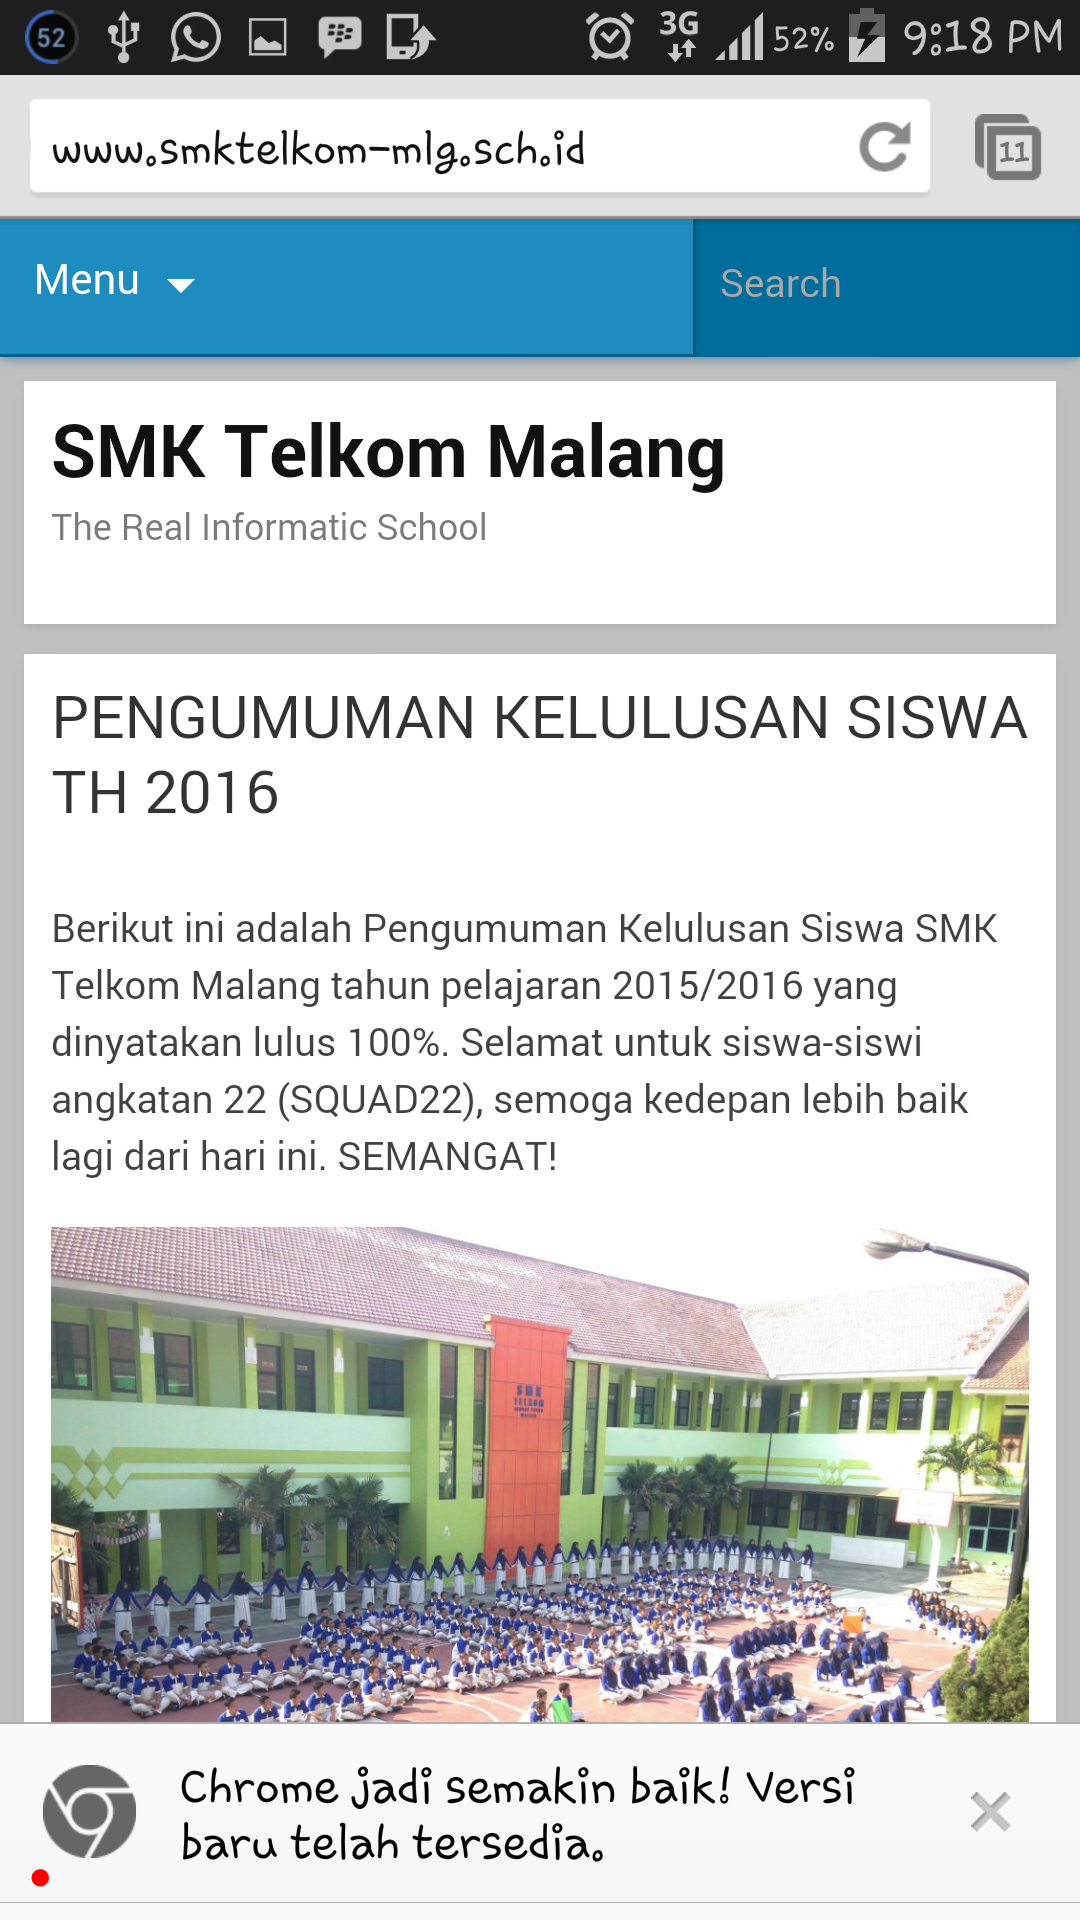 52
3G
52%
9:18 PM
www.smktelkom-mlg.sch.id
11
Menu
Search
SMK Telkom Malang
The Real Informatic School
PENGUMUMAN KELULUSAN SISWA
TH 2016
Berikut ini adalah Pengumuman Kelulusan Siswa SMK
Telkom Malang tahun pelajaran 2015/2016 yang
dinyatakan lulus 100%. Selamat untuk siswa-siswi
angkatan 22 (SQUAD22), semoga kedepan lebih baik
lagi dari hari ini. SEMANGAT!
SMK
TELKOM
Chrome jadi semakin baik! Versi
baru telah tersedia.